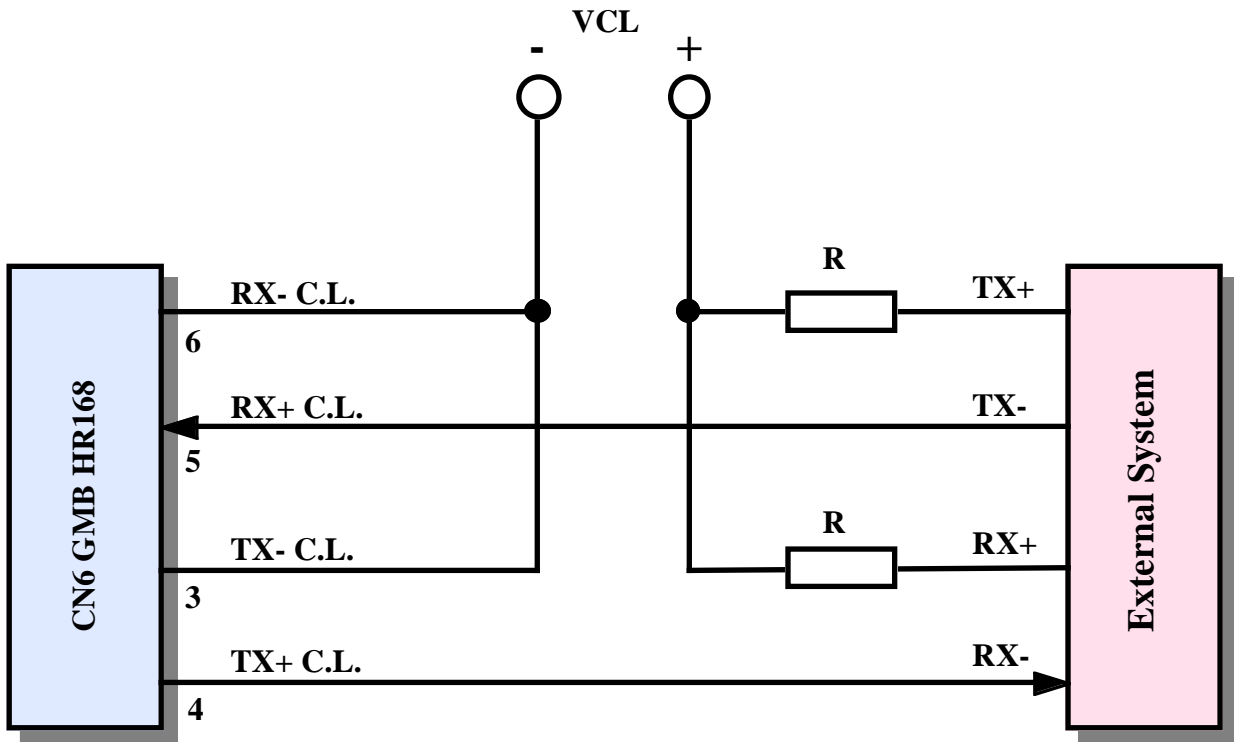 VCL
- +
R
RX- C.L. TX+
6
RX+ C.L. TX-
5
R
TX- C.L. RX+
3
TX+ C.L. RX-
4
CN6 GMB HR168
External System